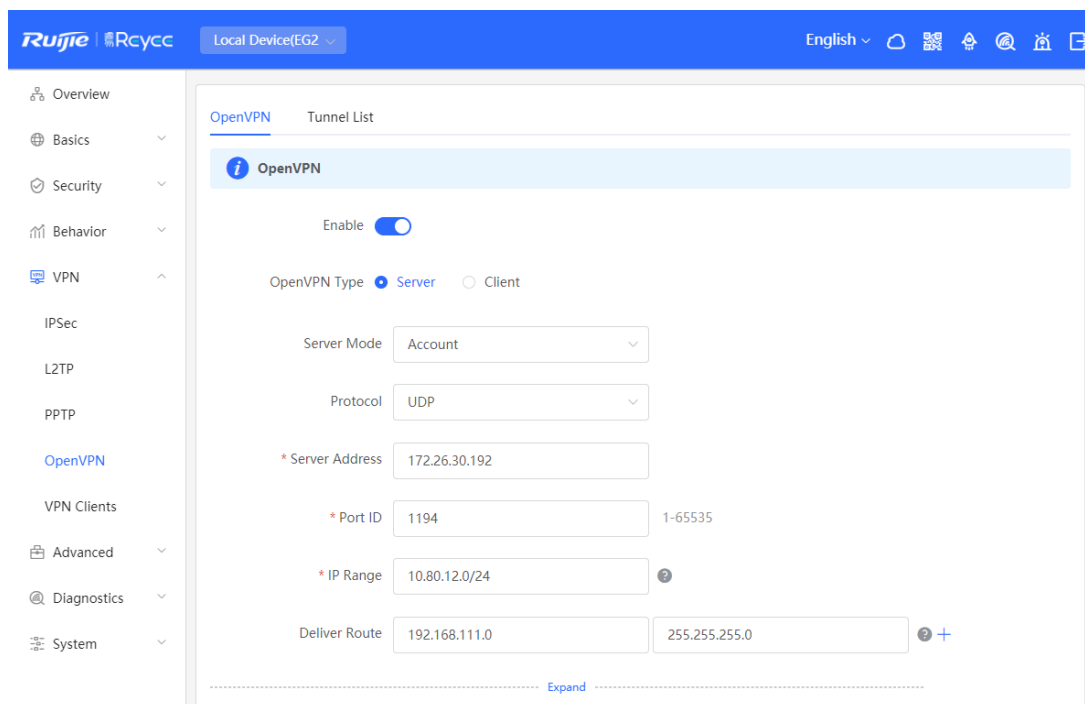 Ruijie | Rcycc
Local Device(EG2
English
Overview
Basics
Security
Behavior
VPN
IPSec
L2TP
PPTP
OpenVPN
VPN Clients
Advanced
Diagnostics
System
OpenVPN Tunnel List
OpenVPN
Enable
OpenVPN Type Server Client
Server Mode Account
Protocol UDP
* Server Address 172.26.30.192
* Port ID 1194 1-65535
* IP Range 10.80.12.0/24
Deliver Route 192.168.111.0 255.255.255.0
Expand